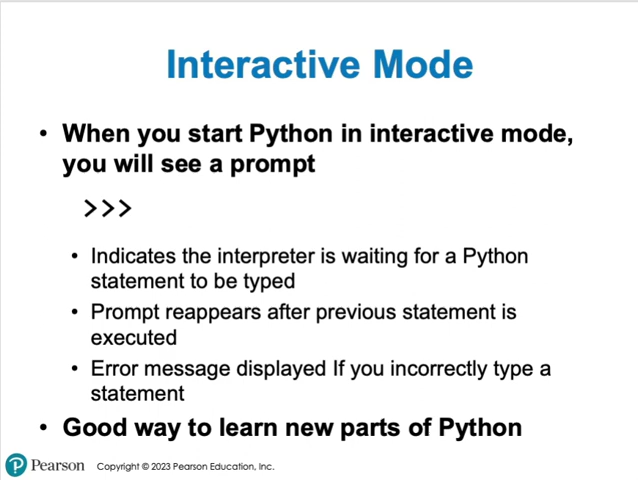 Interactive Mode
• When you start Python in interactive mode,
you will see a prompt
>>>
• Indicates the interpreter is waiting for a Python
statement to be typed
• Prompt reappears after previous statement is
executed
• Error message displayed If you incorrectly type a
statement
• Good way to learn new parts of Python
P Pearson Copyright © 2023 Pearson Education, Inc.